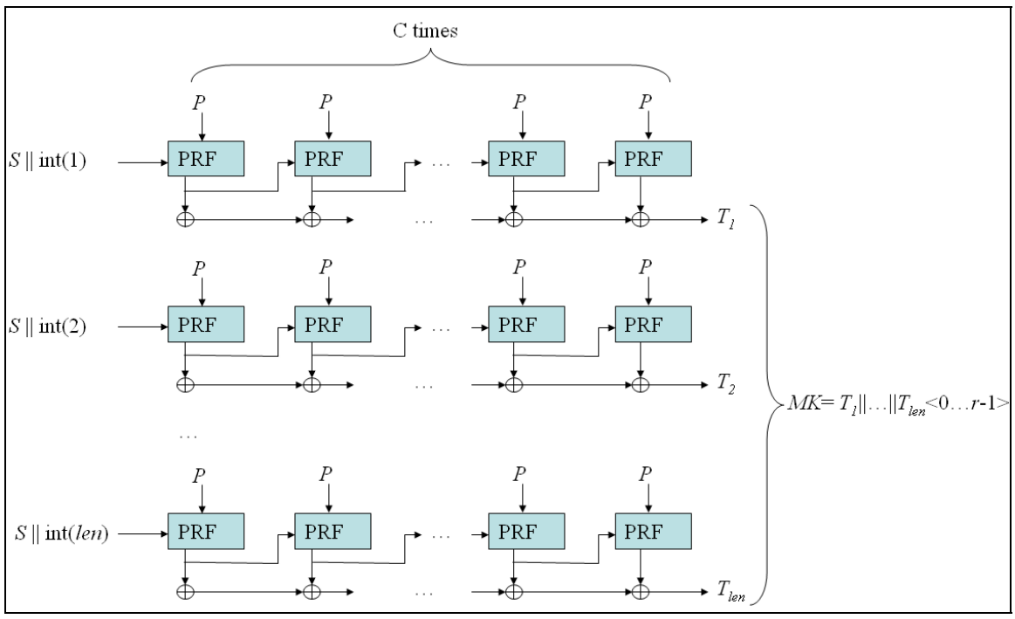 C times
P P P P
S || int(1) PRF PRF … PRF PRF
… T1
P P P P
S || int(2) PRF PRF … PRF PRF
… T2
MK= T1||…||Tlen<0…r-1>
…
P P P P
S || int(len) PRF PRF … PRF PRF
… Tlen